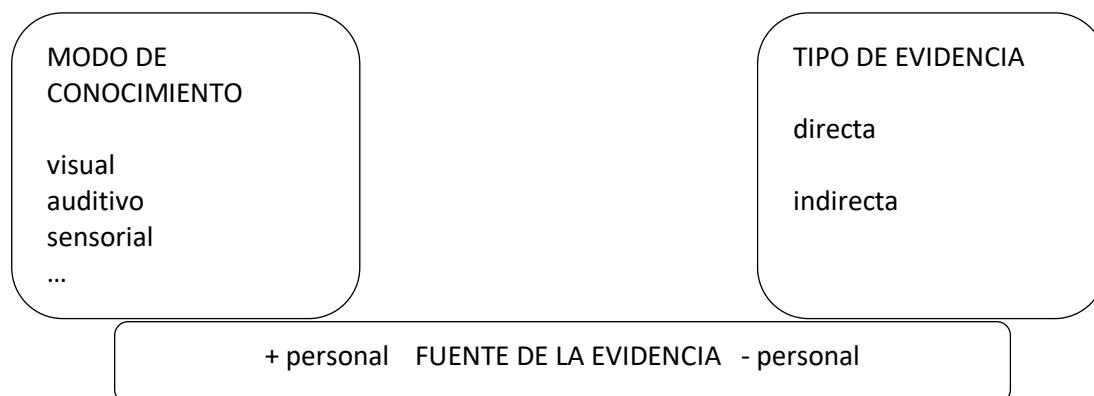 MODO DE
CONOCIMIENTO
visual
auditivo
sensorial
…
TIPO DE EVIDENCIA
directa
indirecta
+ personal FUENTE DE LA EVIDENCIA - personal